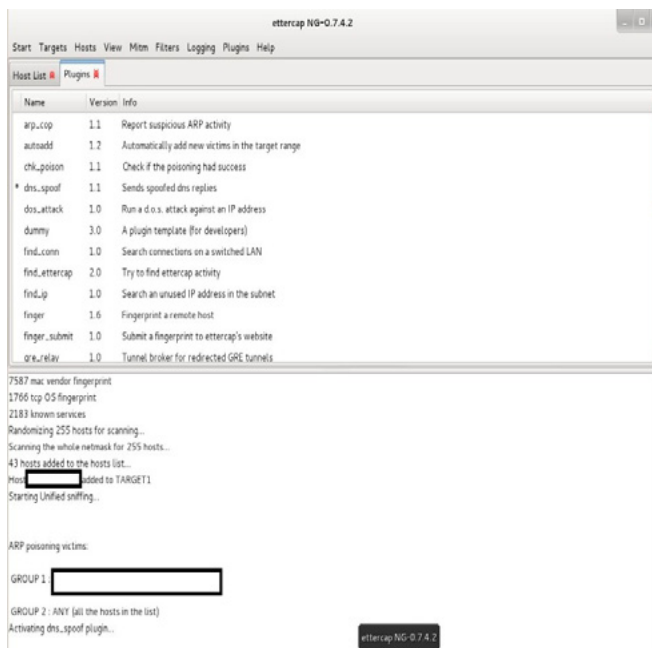 ettercap NG-0.7.4.2
Start Targets Hosts View Mitm Filters Logging Plugins Help
Host List Plugins
Name Version Info
arp_cop 1.1 Report suspicious ARP activity
autoadd 1.2 Automatically add new victims in the target range
chk_poison 1.1 Check if the poisoning had success
* dns_spoof 1.1 Sends spoofed dns replies
dos_attack 1.0 Run a d.o.s. attack against an IP address
dummy 3.0 A plugin template (for developers)
find_conn 1.0 Search connections on a switched LAN
find_ettercap 2.0 Try to find ettercap activity
find_ip 1.0 Search an unused IP address in the subnet
finger 1.6 Fingerprint a remote host
finger_submit 1.0 Submit a fingerprint to ettercap's website
gre_relay 1.0 Tunnel broker for redirected GRE tunnels
7587 mac vendor fingerprint
1766 tcp OS fingerprint
2183 known services
Randomizing 255 hosts for scanning...
Scanning the whole netmask for 255 hosts...
43 hosts added to the hosts list...
Host added to TARGET1
Starting Unified sniffing...
ARP poisoning victims:
GROUP 1 :
GROUP 2 : ANY (all the hosts in the list)
Activating dns_spoof plugin...
ettercap NG-0.7.4.2